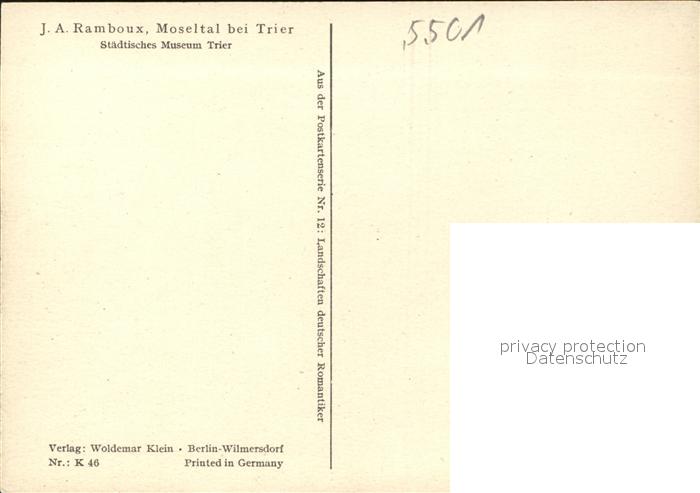 J. A. Ramboux, Moseltal bei Trier
Städtisches Museum Trier
5501
Aus der Postkartenserie Nr. 12: Landschaften deutscher Romantiker
privacy protection
Datenschutz
Verlag: Woldemar Klein · Berlin-Wilmersdorf
Nr.: K 46 Printed in Germany